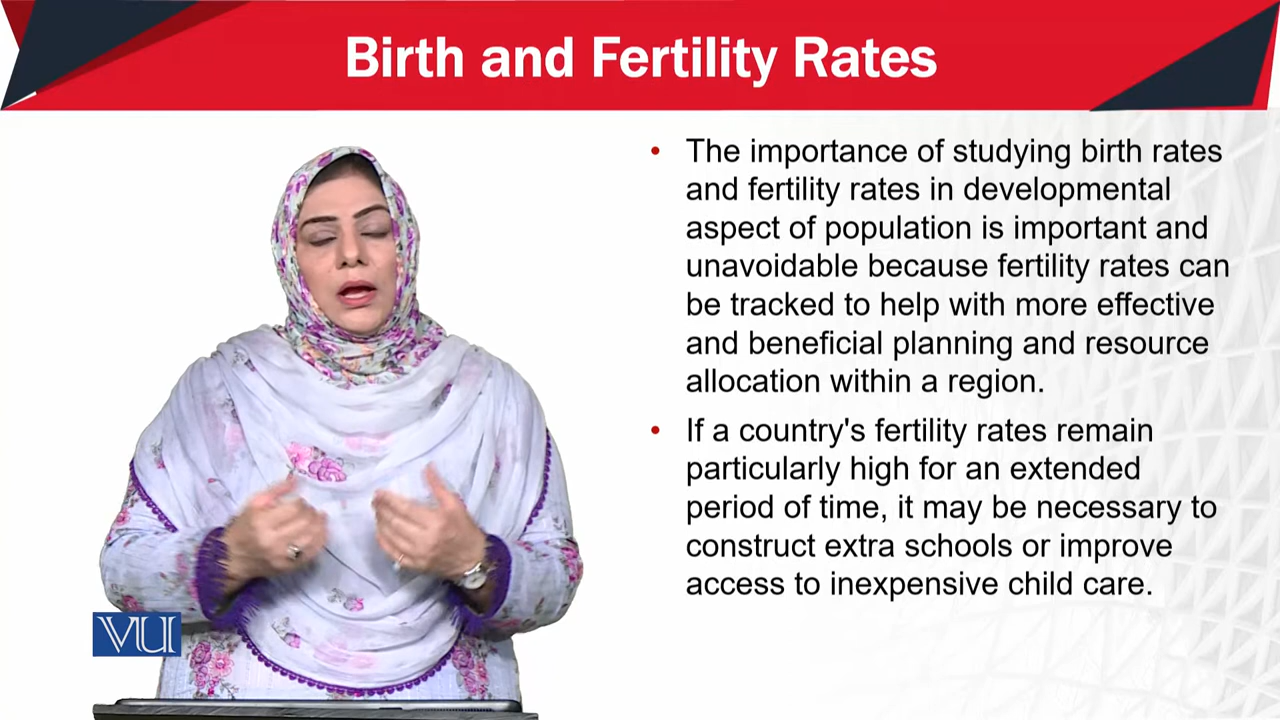 Birth and Fertility Rates
• The importance of studying birth rates
and fertility rates in developmental
aspect of population is important and
unavoidable because fertility rates can
be tracked to help with more effective
and beneficial planning and resource
allocation within a region.
• If a country's fertility rates remain
particularly high for an extended
period of time, it may be necessary to
construct extra schools or improve
access to inexpensive child care.
VU